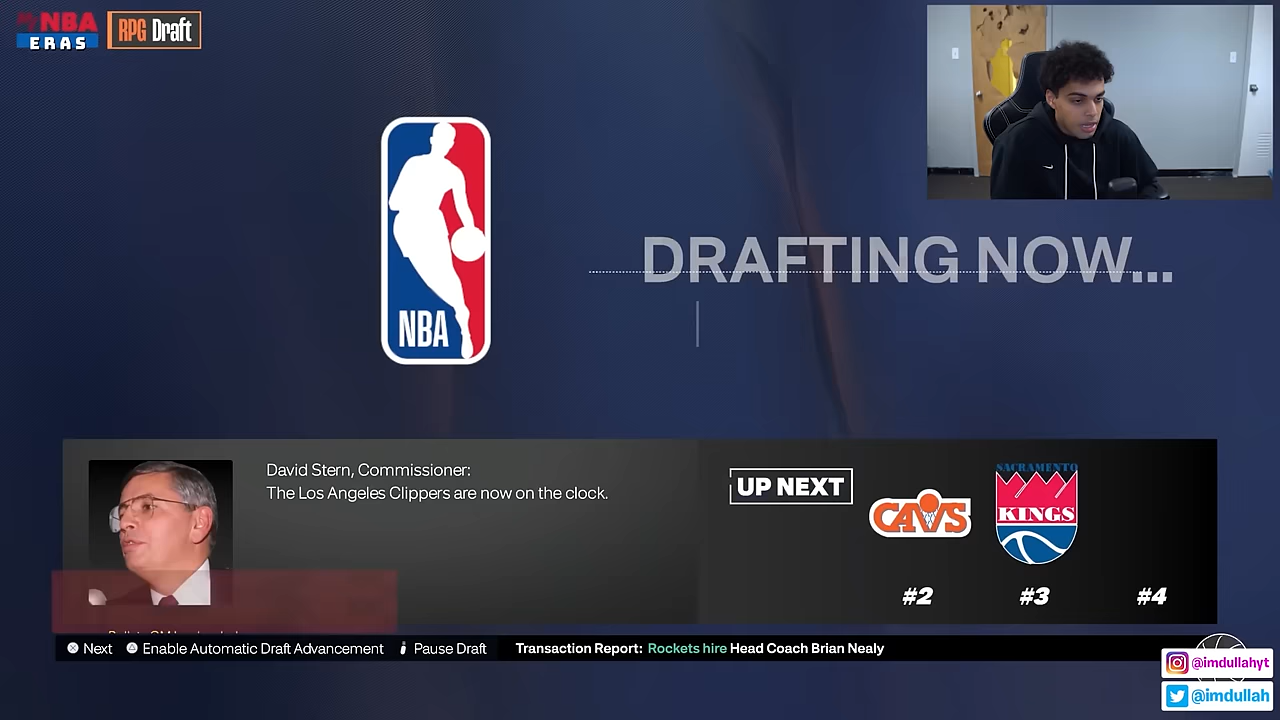 NBA
ERAS
RPG Draft
NBA
DRAFTING NOW...
David Stern, Commissioner:
The Los Angeles Clippers are now on the clock.
UP NEXT
CAVS
SACRAMENTO
KINGS
#2
#3
#4
Next
Enable Automatic Draft Advancement
Pause Draft
Transaction Report: Rockets hire Head Coach Brian Nealy
@imdullahyt
@imdullah